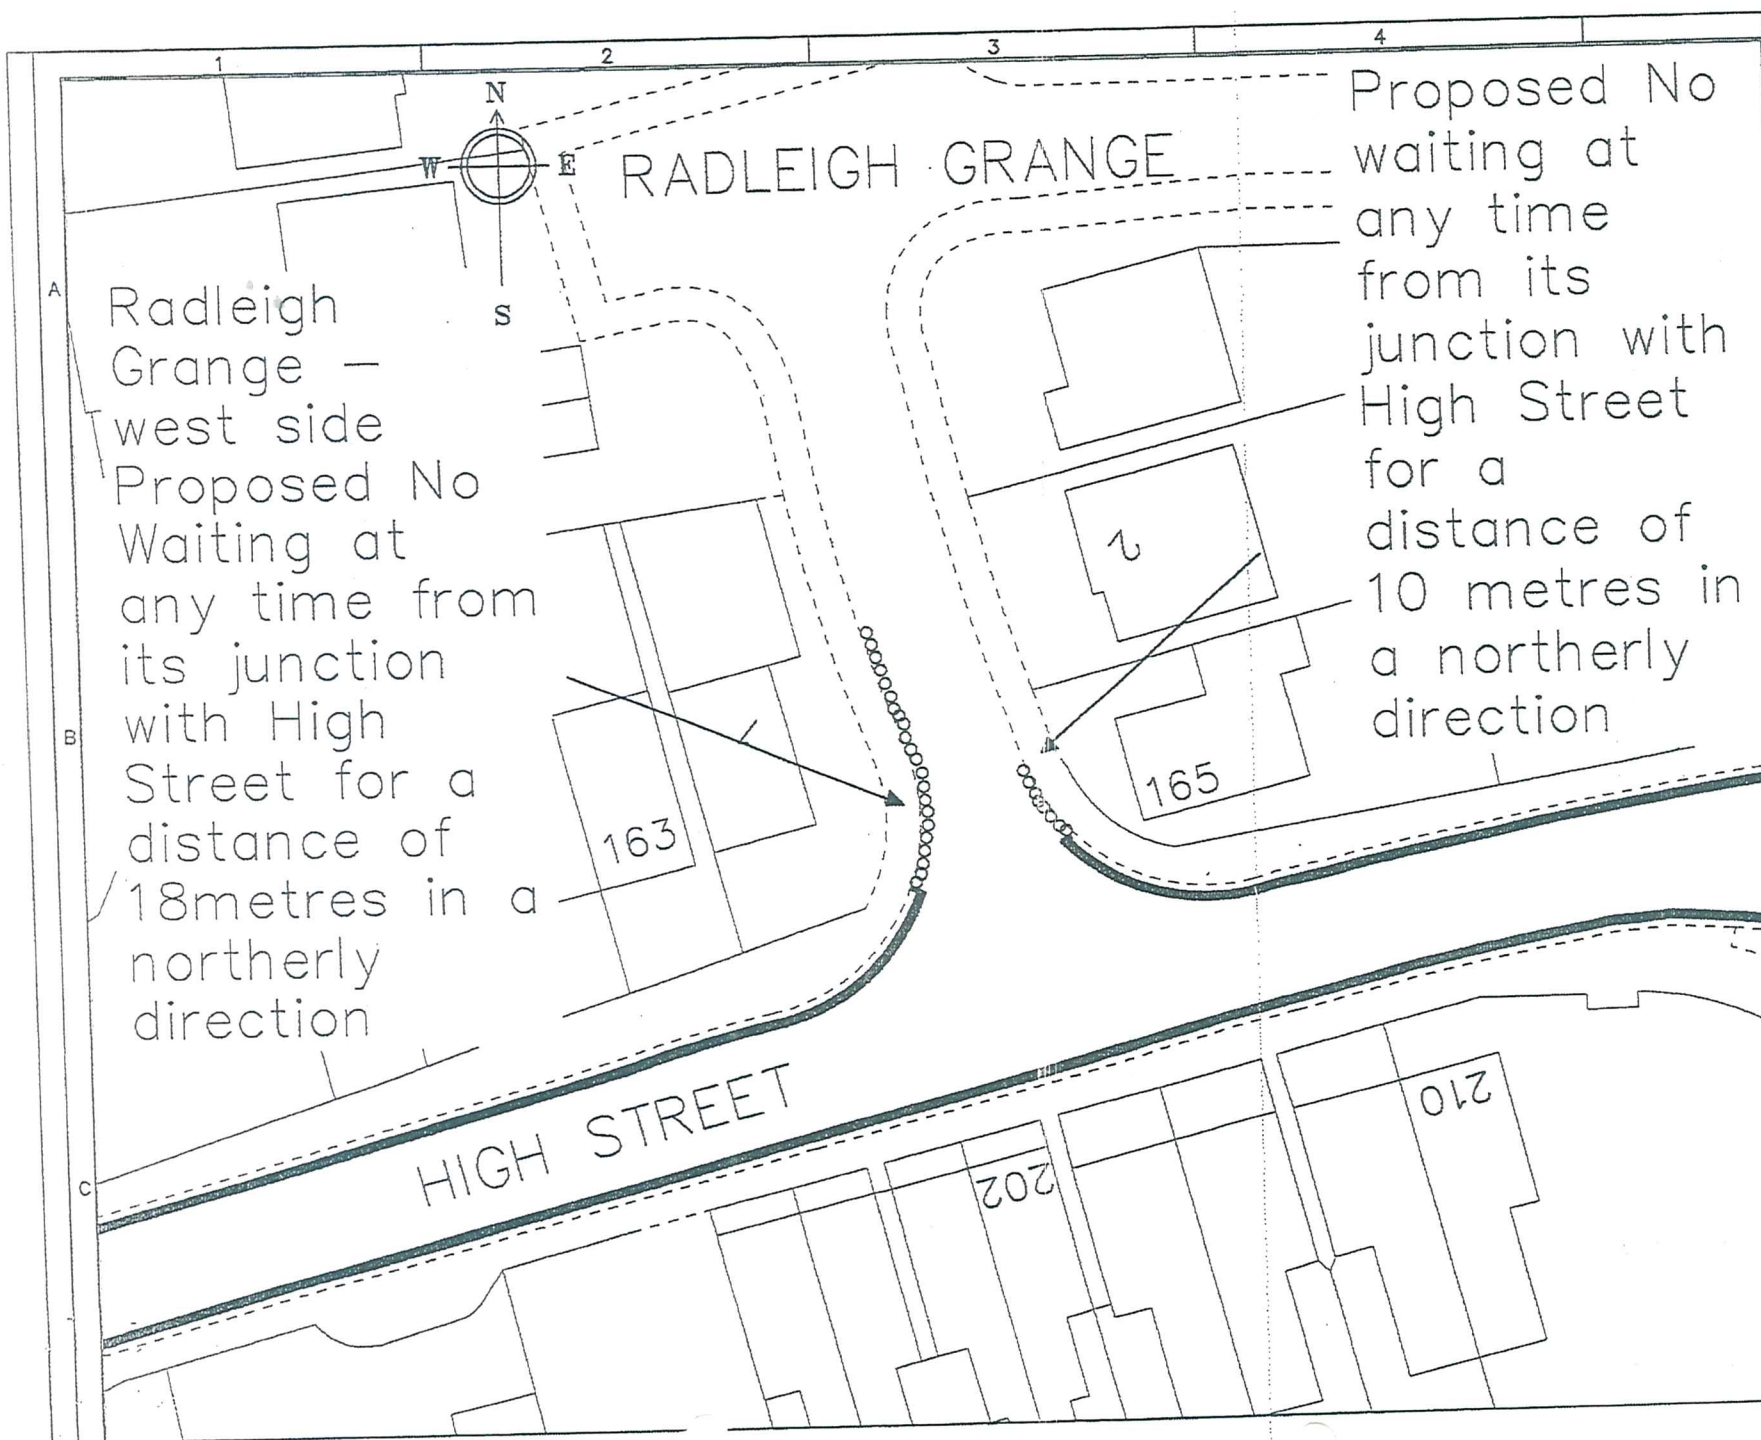 1
2
3
4
A
B
C
N
W
E
S
RADLEIGH GRANGE
Radleigh
Grange –
west side
Proposed No
Waiting at
any time from
its junction
with High
Street for a
distance of
18metres in a
northerly
direction
Proposed No
waiting at
any time
from its
junction with
High Street
for a
distance of
10 metres in
a northerly
direction
2
1
163
165
HIGH STREET
202
210